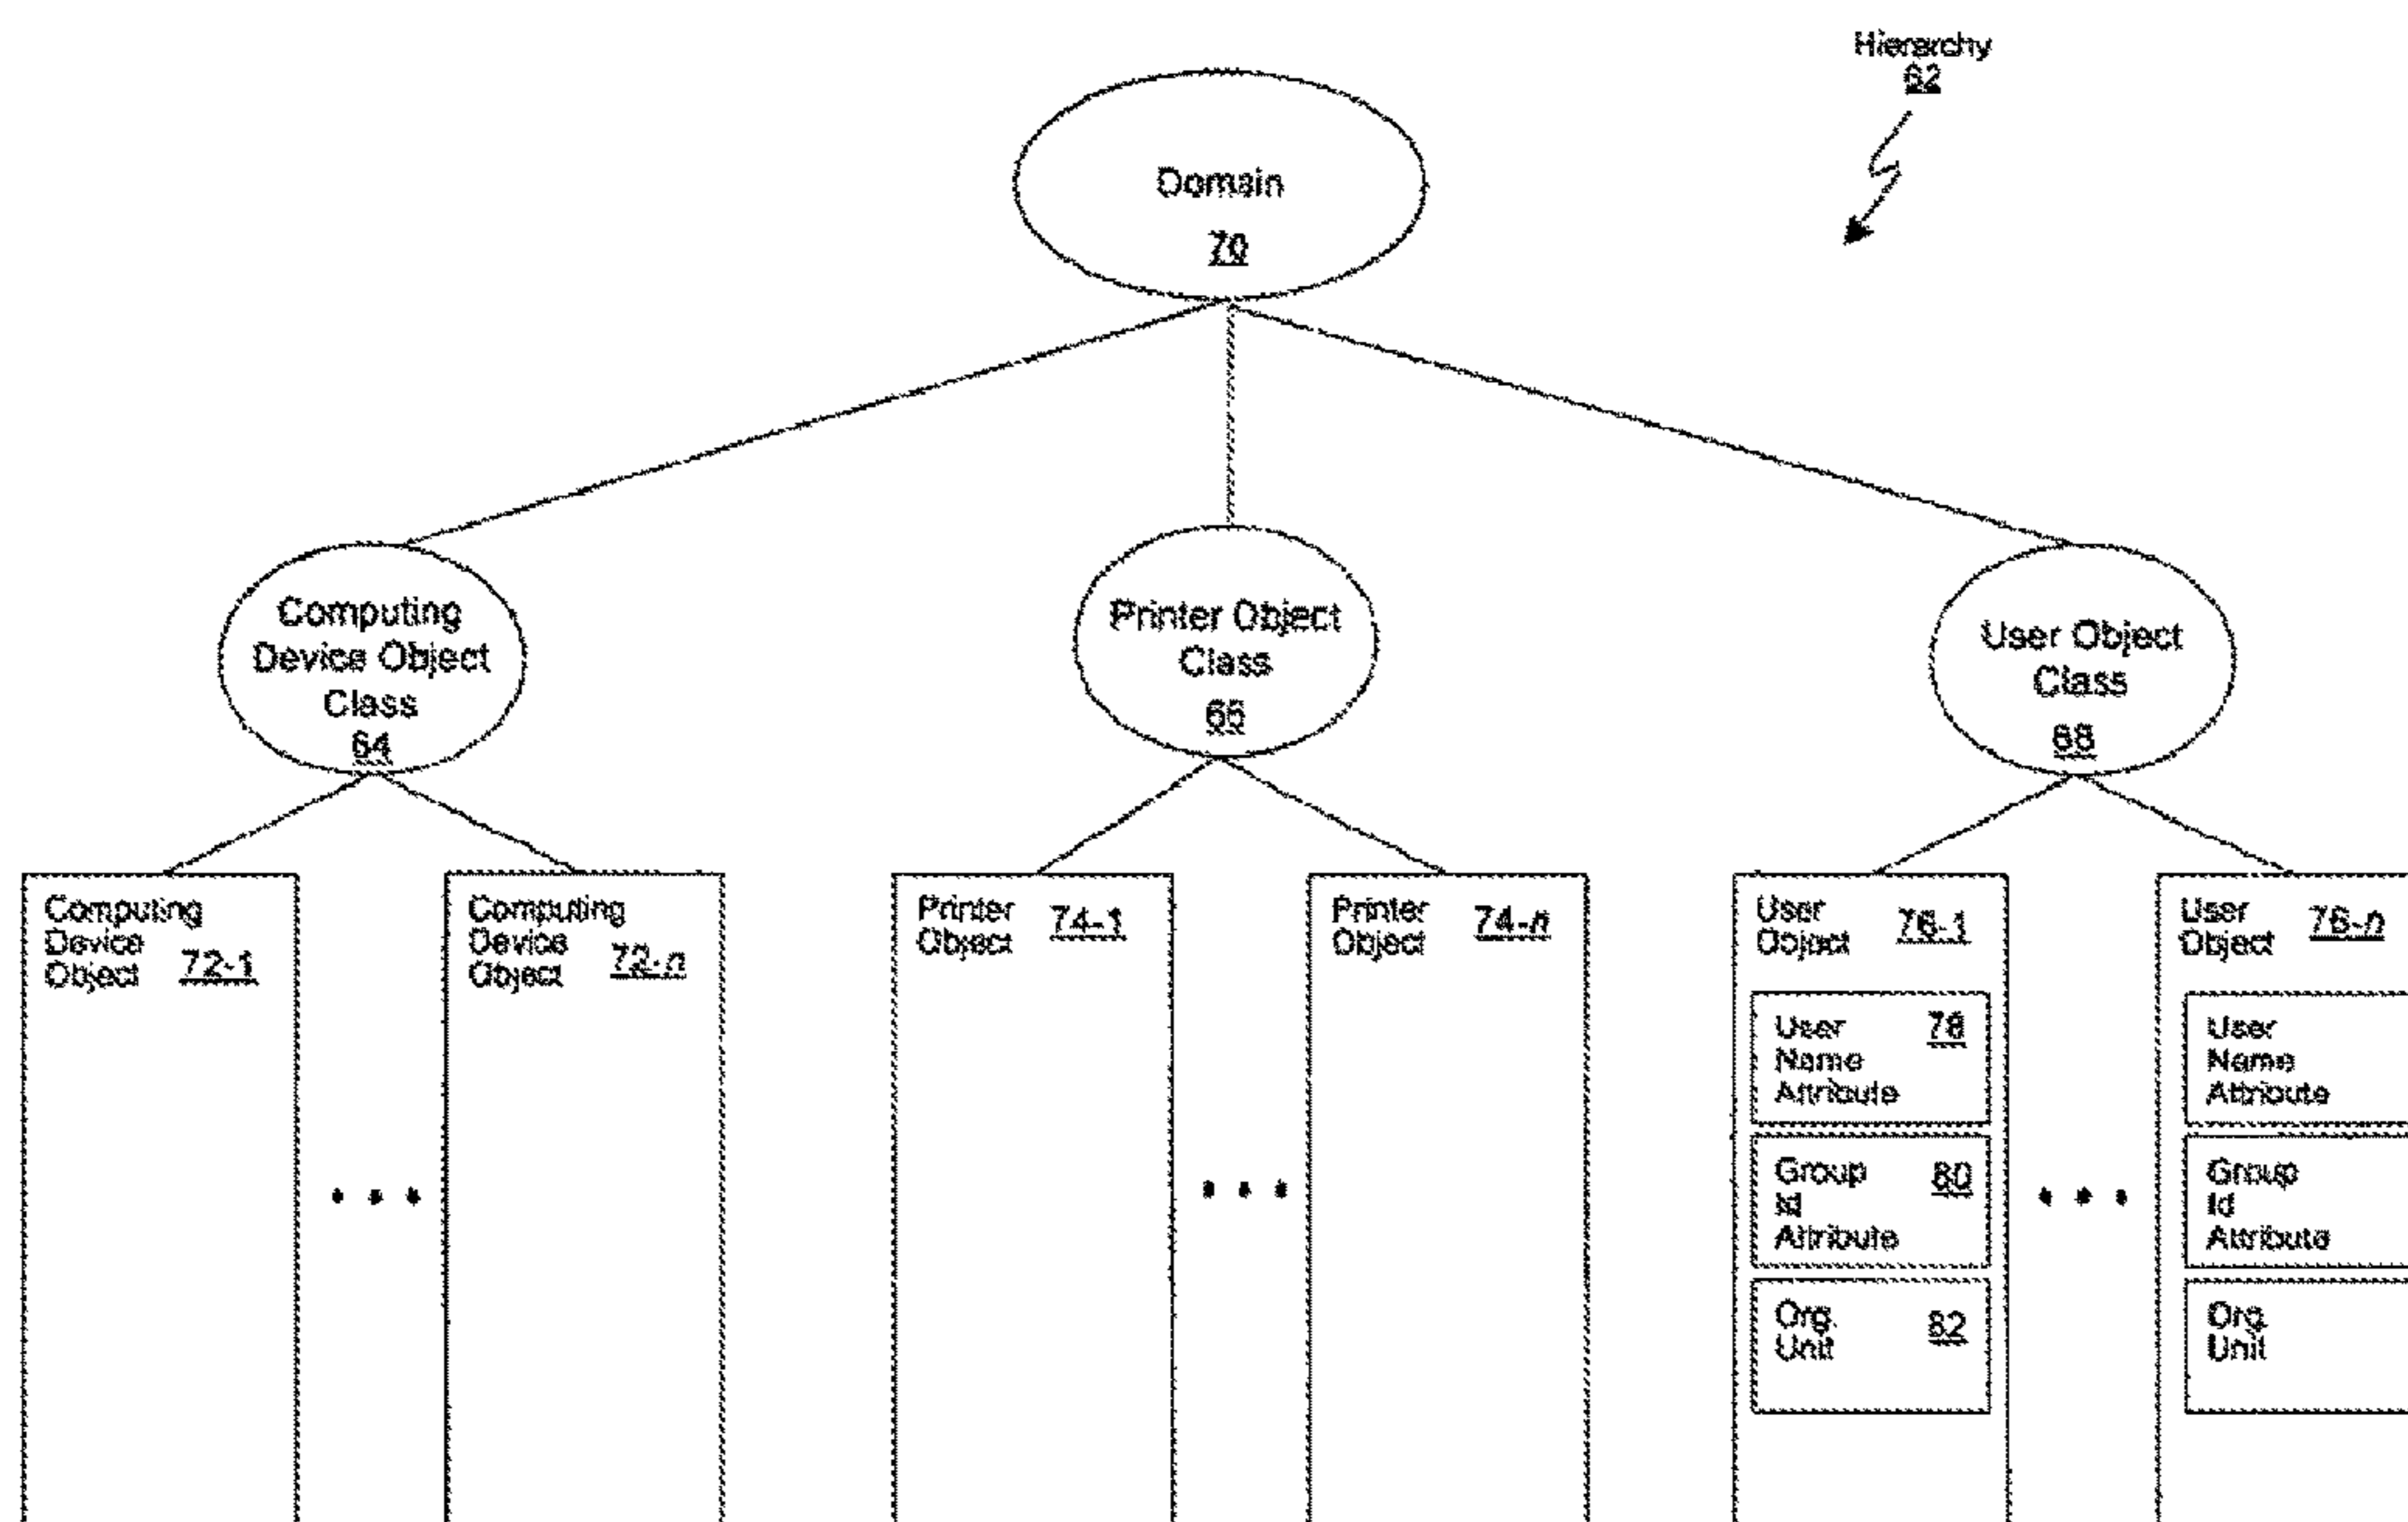 Hierarchy
62
Domain
70
Computing
Device Object
Class
64
Printer Object
Class
66
User Object
Class
68
Computing
Device
Object 72-1
Computing
Device
Object 72-n
Printer
Object 74-1
Printer
Object 74-n
User
Object 76-1
User
Name
Attribute
78
Group
Id
Attribute
80
Org.
Unit
82
User
Object 76-n
User
Name
Attribute
Group
Id
Attribute
Org.
Unit